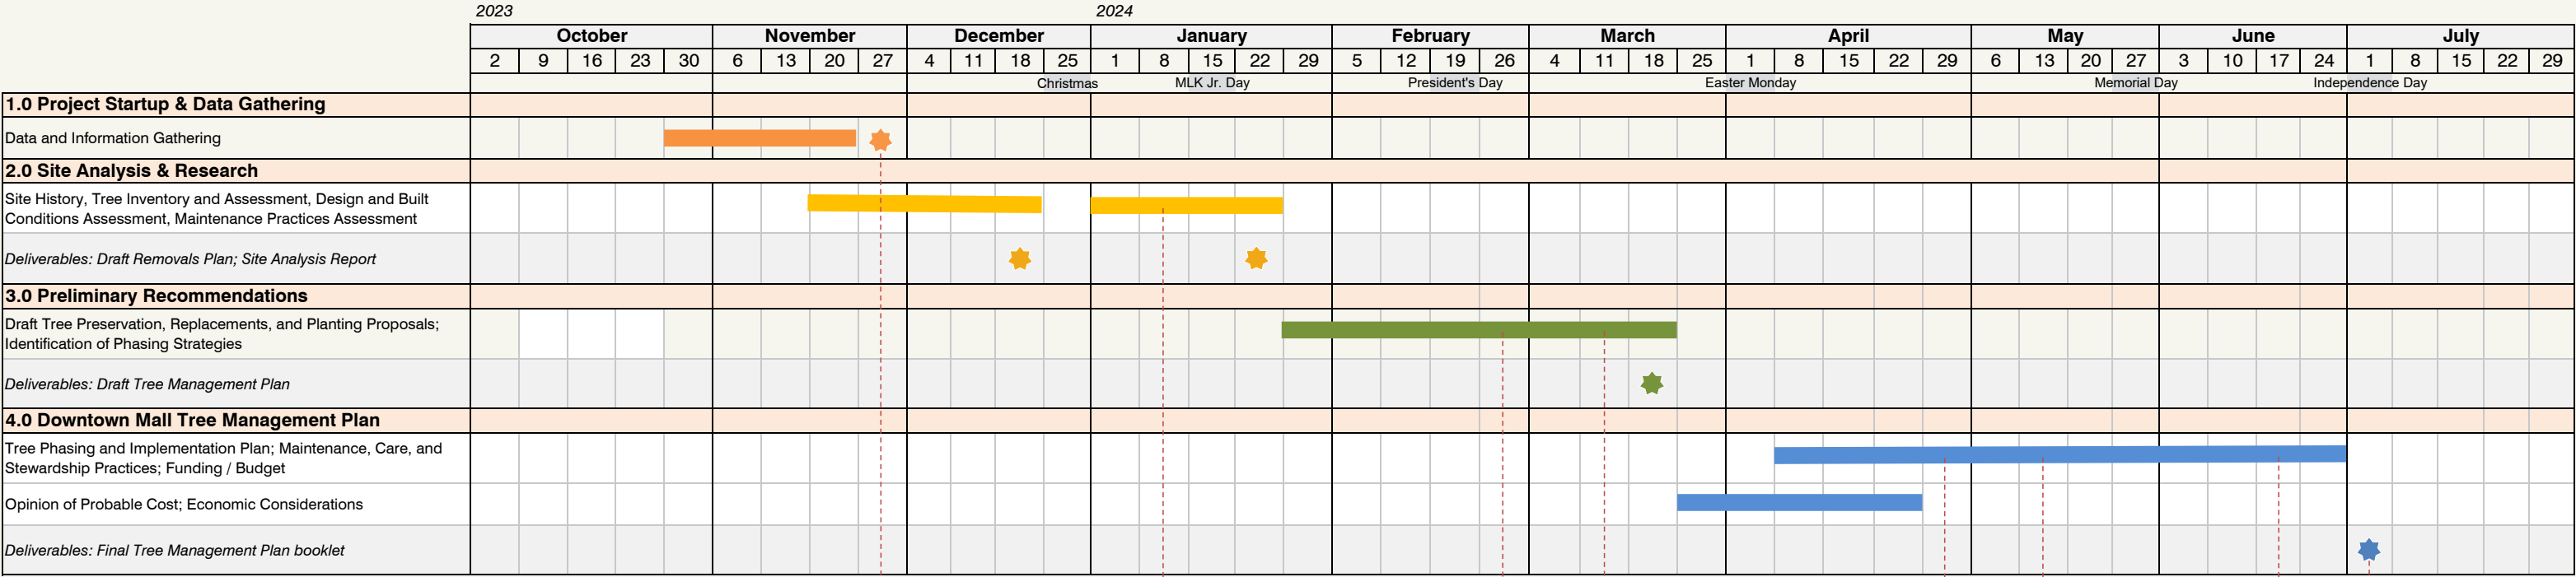 2023 2024
October November December January February March April May June July
2 9 16 23 30 6 13 20 27 4 11 18 25 1 8 15 22 29 5 12 19 26 4 11 18 25 1 8 15 22 29 6 13 20 27 3 10 17 24 1 8 15 22 29
Christmas MLK Jr. Day President's Day Easter Monday Memorial Day Independence Day
1.0 Project Startup & Data Gathering
Data and Information Gathering
2.0 Site Analysis & Research
Site History, Tree Inventory and Assessment, Design and Built
Conditions Assessment, Maintenance Practices Assessment
Deliverables: Draft Removals Plan; Site Analysis Report
3.0 Preliminary Recommendations
Draft Tree Preservation, Replacements, and Planting Proposals;
Identification of Phasing Strategies
Deliverables: Draft Tree Management Plan
4.0 Downtown Mall Tree Management Plan
Tree Phasing and Implementation Plan; Maintenance, Care, and
Stewardship Practices; Funding / Budget
Opinion of Probable Cost; Economic Considerations
Deliverables: Final Tree Management Plan booklet